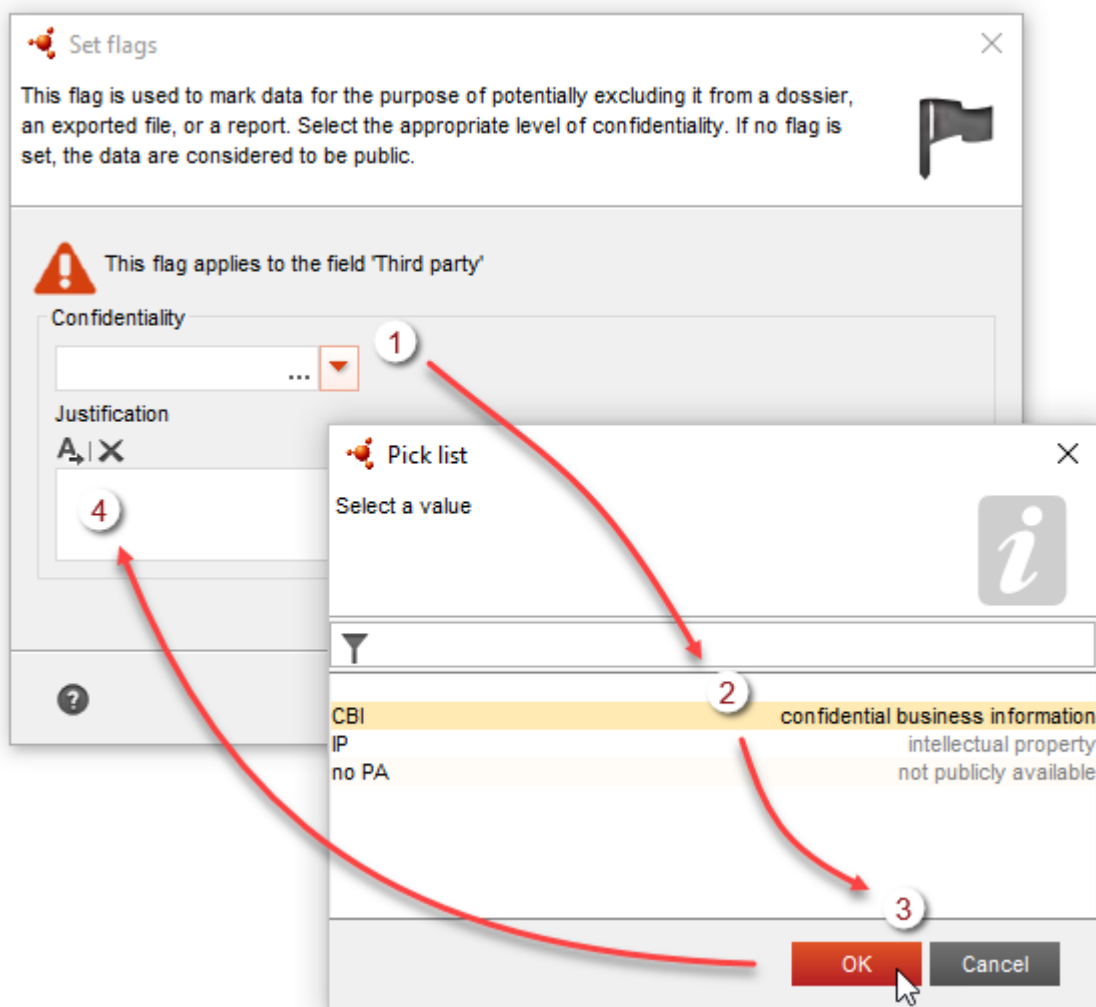 Set flags
This flag is used to mark data for the purpose of potentially excluding it from a dossier,
an exported file, or a report. Select the appropriate level of confidentiality. If no flag is
set, the data are considered to be public.
This flag applies to the field 'Third party'
Confidentiality
...
1
Justification
A
4
Pick list
Select a value
2
CBI confidential business information
IP intellectual property
no PA not publicly available
3
OK Cancel